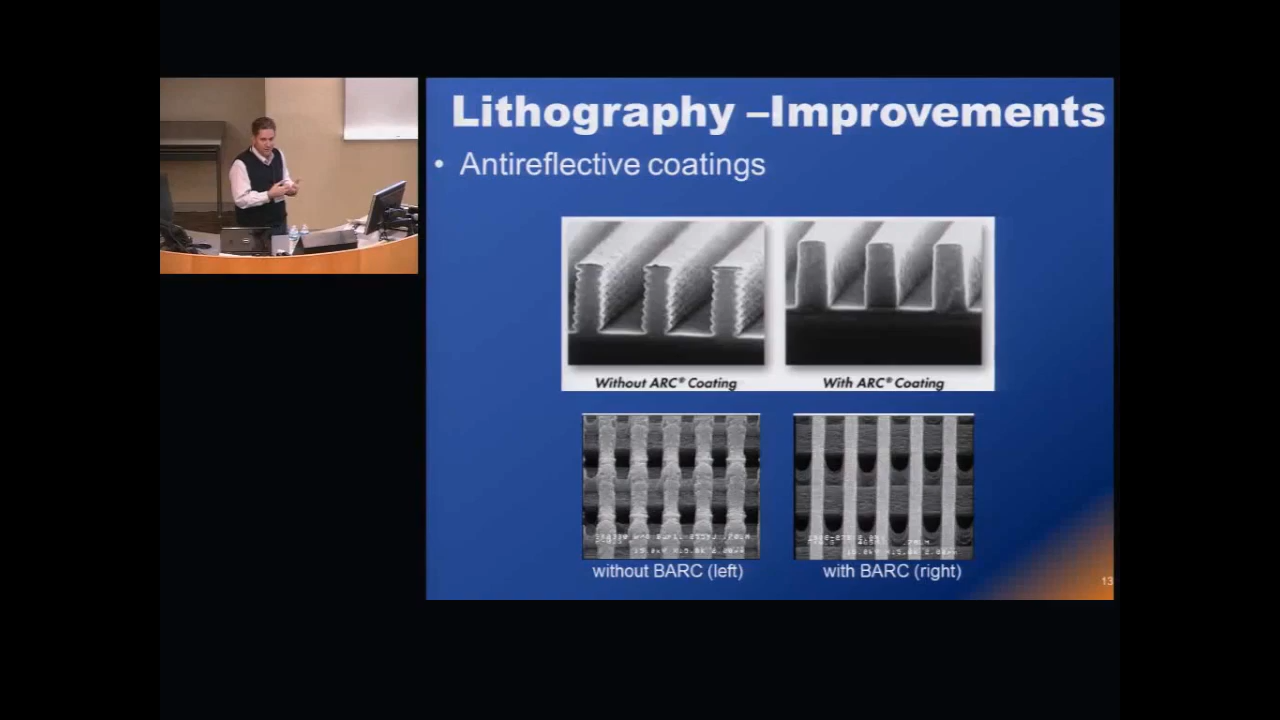 Lithography –Improvements
• Antireflective coatings
Without ARC® Coating
With ARC® Coating
without BARC (left)
with BARC (right)
13